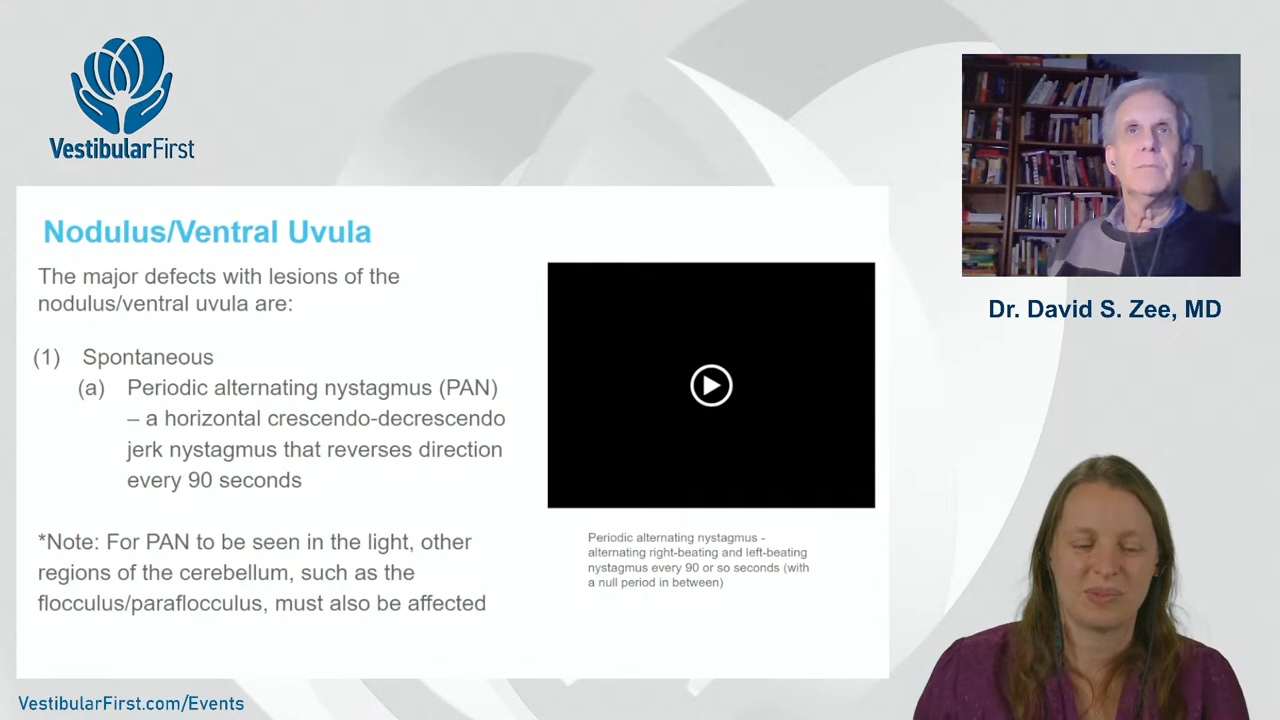 VestibularFirst
Nodulus/Ventral Uvula
The major defects with lesions of the
nodulus/ventral uvula are:
(1) Spontaneous
(a) Periodic alternating nystagmus (PAN)
– a horizontal crescendo-decrescendo
jerk nystagmus that reverses direction
every 90 seconds
*Note: For PAN to be seen in the light, other
regions of the cerebellum, such as the
flocculus/paraflocculus, must also be affected
Periodic alternating nystagmus -
alternating right-beating and left-beating
nystagmus every 90 or so seconds (with
a null period in between)
Dr. David S. Zee, MD
VestibularFirst.com/Events